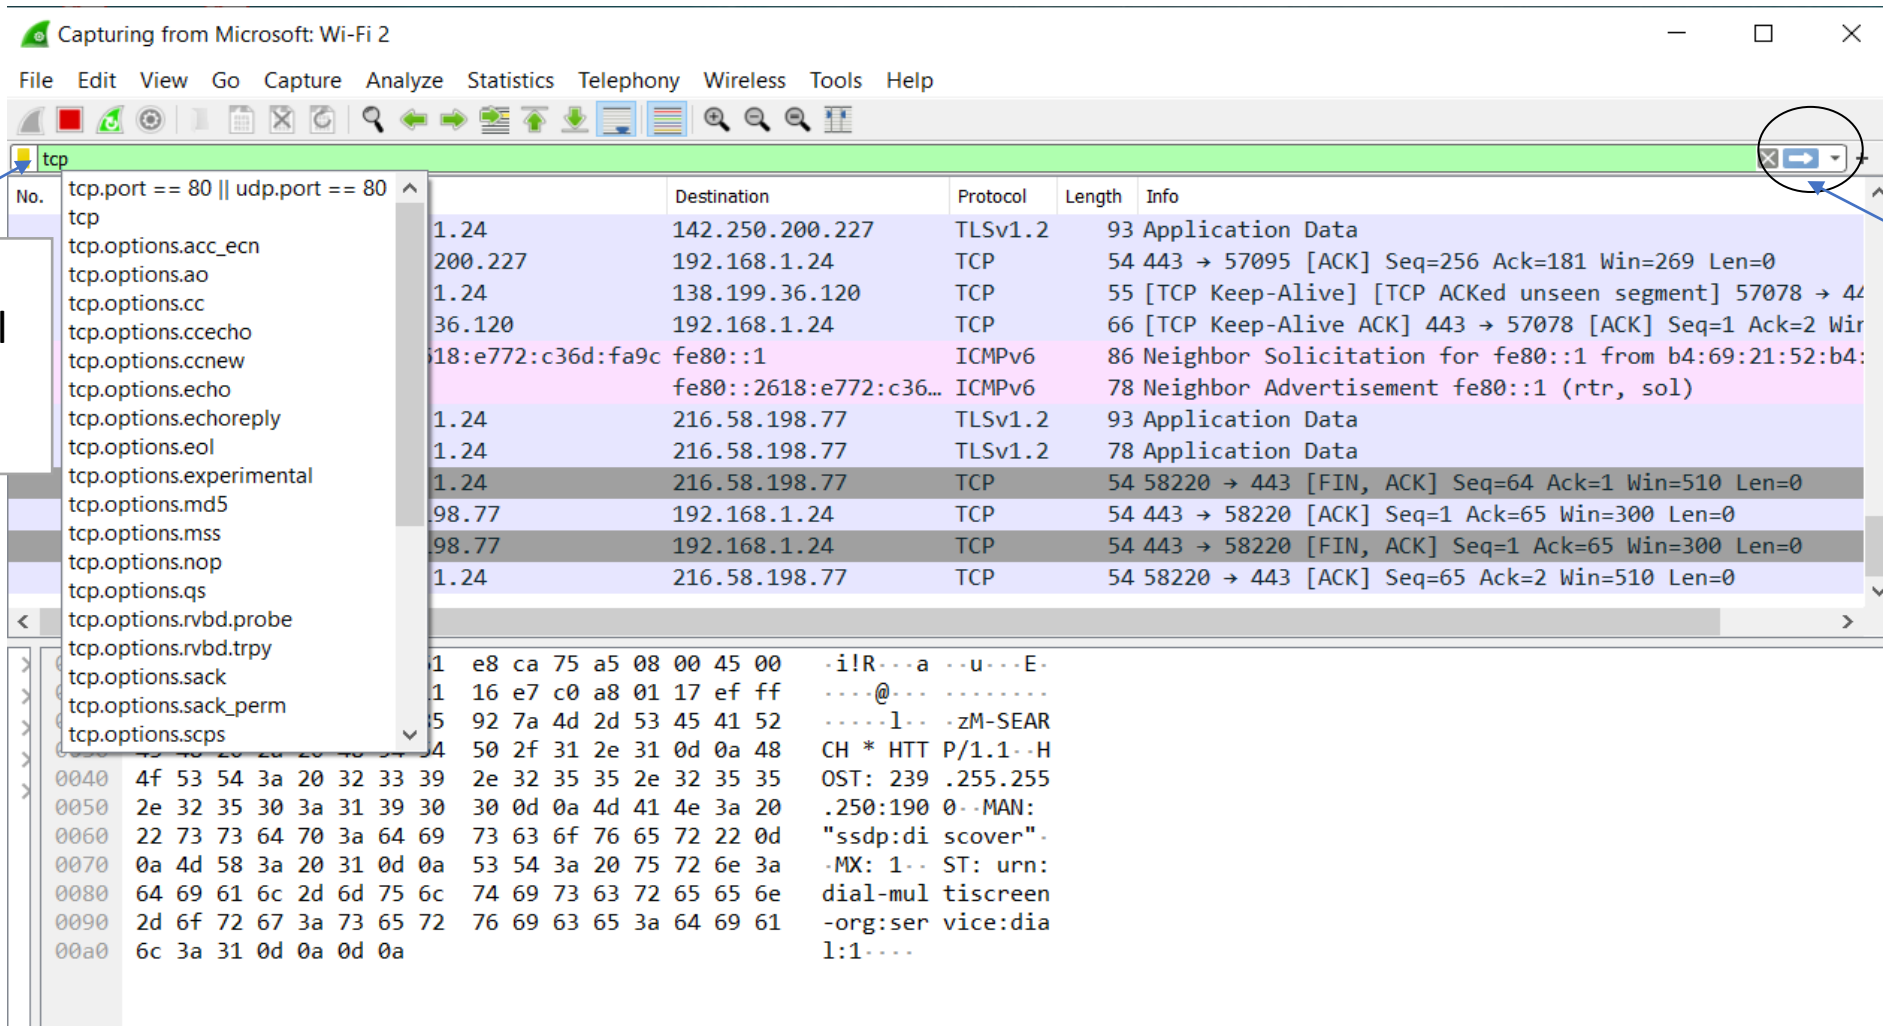 Capturing from Microsoft: Wi-Fi 2
File Edit View Go Capture Analyze Statistics Telephony Wireless Tools Help
tcp
tcp.port == 80 || udp.port == 80
tcp
tcp.options.acc_ecn
tcp.options.ao
tcp.options.cc
tcp.options.ccecho
tcp.options.ccnew
tcp.options.echo
tcp.options.echoreply
tcp.options.eol
tcp.options.experimental
tcp.options.md5
tcp.options.mss
tcp.options.nop
tcp.options.qs
tcp.options.rvbd.probe
tcp.options.rvbd.trpy
tcp.options.sack
tcp.options.sack_perm
tcp.options.scps
No. Destination Protocol Length Info
1.24 142.250.200.227 TLSv1.2 93 Application Data
200.227 192.168.1.24 TCP 54 443 → 57095 [ACK] Seq=256 Ack=181 Win=269 Len=0
1.24 138.199.36.120 TCP 55 [TCP Keep-Alive] [TCP ACKed unseen segment] 57078 → 44
36.120 192.168.1.24 TCP 66 [TCP Keep-Alive ACK] 443 → 57078 [ACK] Seq=1 Ack=2 Wir
518:e772:c36d:fa9c fe80::1 ICMPv6 86 Neighbor Solicitation for fe80::1 from b4:69:21:52:b4:
fe80::2618:e772:c36… ICMPv6 78 Neighbor Advertisement fe80::1 (rtr, sol)
1.24 216.58.198.77 TLSv1.2 93 Application Data
1.24 216.58.198.77 TLSv1.2 78 Application Data
1.24 216.58.198.77 TCP 54 58220 → 443 [FIN, ACK] Seq=64 Ack=1 Win=510 Len=0
.98.77 192.168.1.24 TCP 54 443 → 58220 [ACK] Seq=1 Ack=65 Win=300 Len=0
.98.77 192.168.1.24 TCP 54 443 → 58220 [FIN, ACK] Seq=1 Ack=65 Win=300 Len=0
1.24 216.58.198.77 TCP 54 58220 → 443 [ACK] Seq=65 Ack=2 Win=510 Len=0
e8 ca 75 a5 08 00 45 00 ·i!R···a ··u···E·
16 e7 c0 a8 01 17 ef ff ····@··· ········
92 7a 4d 2d 53 45 41 52 ·····l·· ·zM-SEAR
50 2f 31 2e 31 0d 0a 48 CH * HTT P/1.1··H
0040 4f 53 54 3a 20 32 33 39 2e 32 35 35 2e 32 35 35 OST: 239 .255.255
0050 2e 32 35 30 3a 31 39 30 30 0d 0a 4d 41 4e 3a 20 .250:190 0··MAN:
0060 22 73 73 64 70 3a 64 69 73 63 6f 76 65 72 22 0d "ssdp:di scover"·
0070 0a 4d 58 3a 20 31 0d 0a 53 54 3a 20 75 72 6e 3a ·MX: 1·· ST: urn:
0080 64 69 61 6c 2d 6d 75 6c 74 69 73 63 72 65 65 6e dial-mul tiscreen
0090 2d 6f 72 67 3a 73 65 72 76 69 63 65 3a 64 69 61 -org:ser vice:dia
00a0 6c 3a 31 0d 0a 0d 0a l:1····